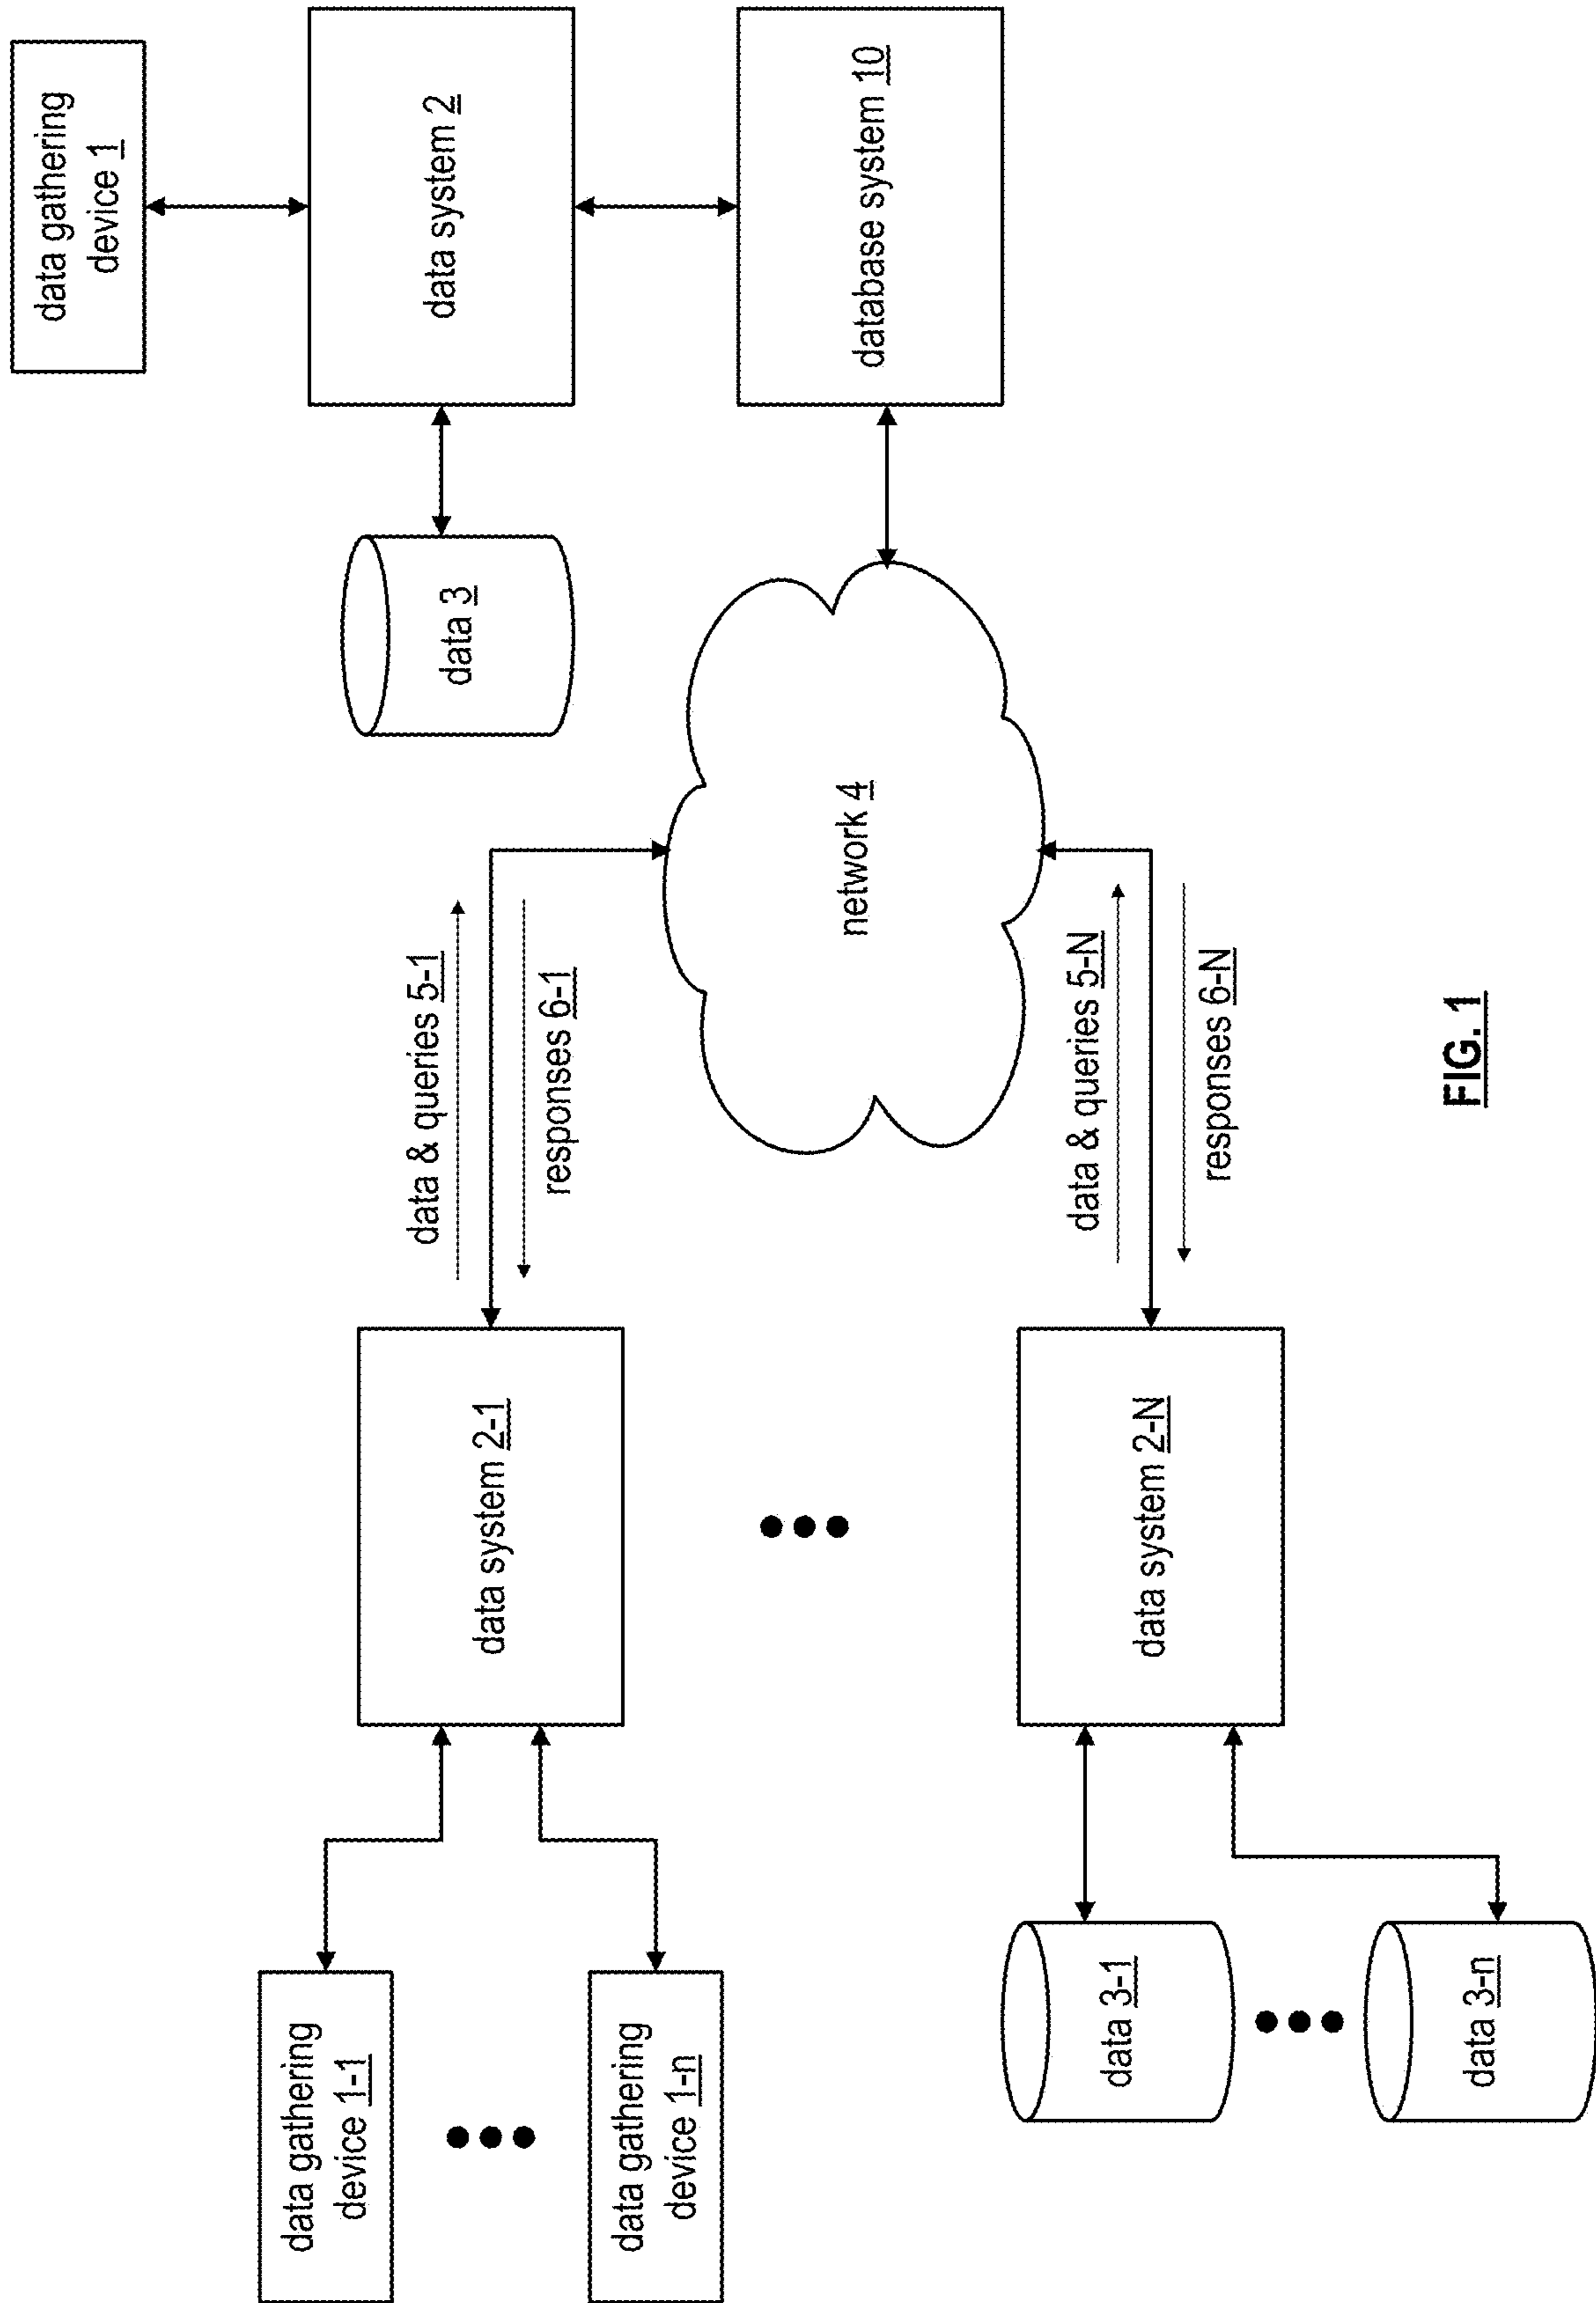 data gathering
device 1-1
data gathering
device 1-n
data system 2-1
data & queries 5-1
responses 6-1
data 3-1
data 3-n
data system 2-N
data & queries 5-N
responses 6-N
network 4
data 3
data gathering
device 1
data system 2
database system 10
FIG. 1